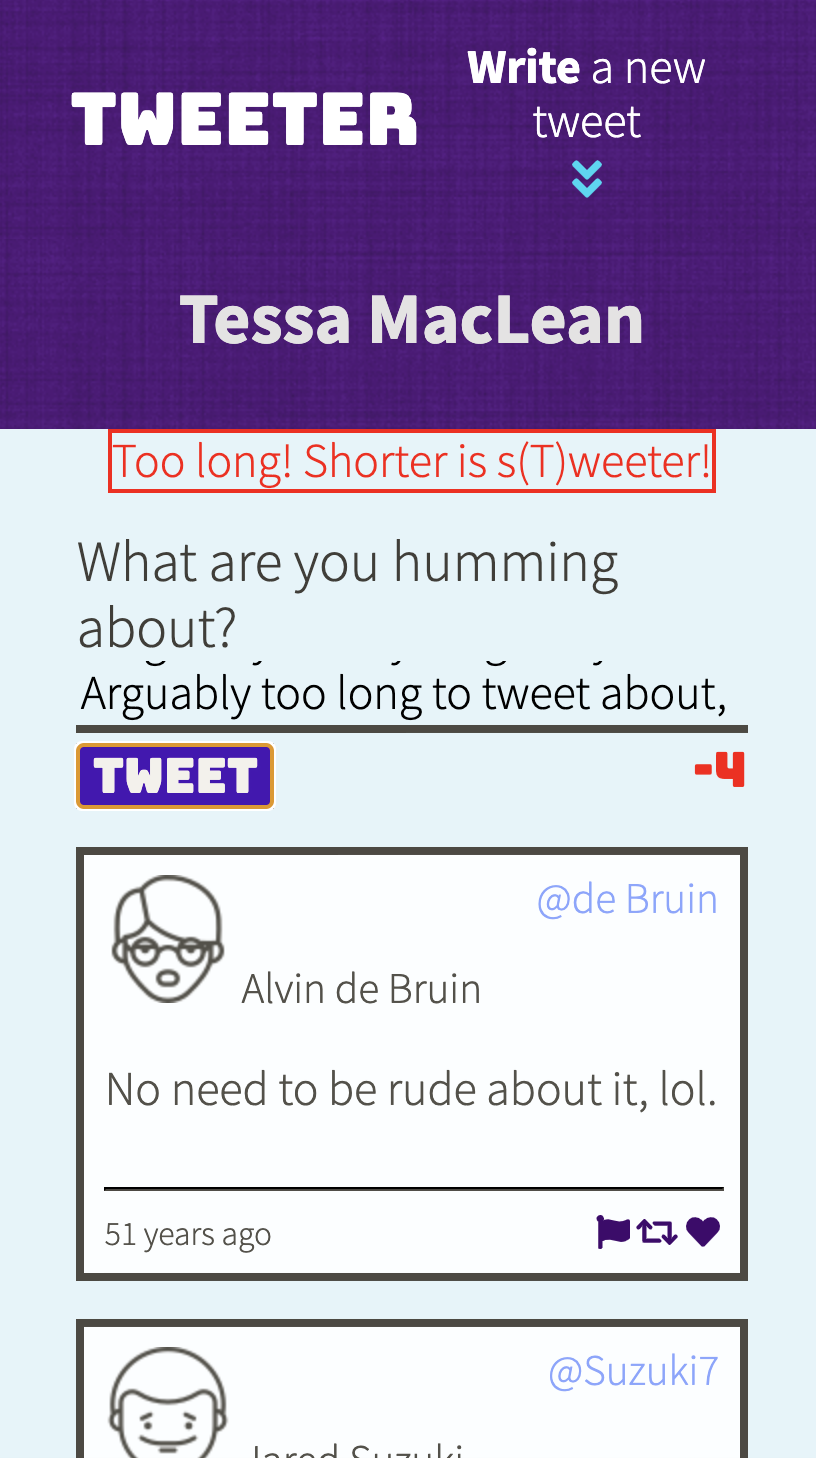 TWEETER
Write a new
tweet
Tessa MacLean
Too long! Shorter is s(T)weeter!
What are you humming
about?
Arguably too long to tweet about,
TWEET
-4
@de Bruin
Alvin de Bruin
No need to be rude about it, lol.
51 years ago
@Suzuki7
Jared Suzuki